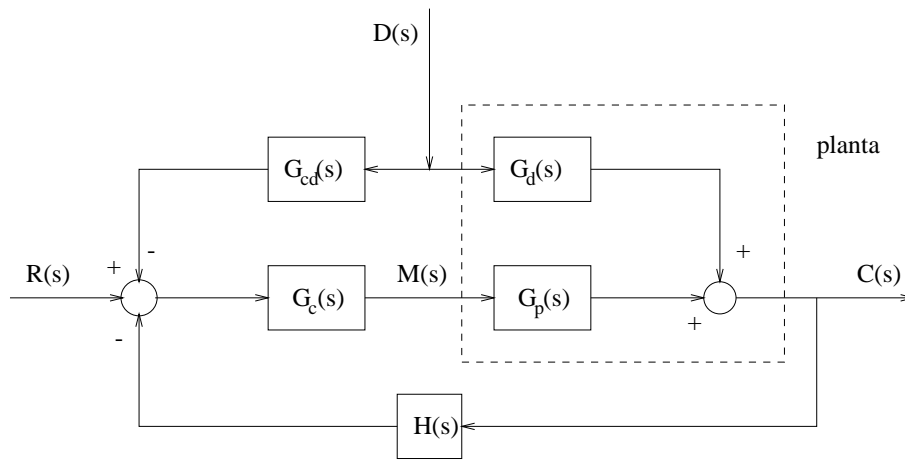 D(s)
planta
G_cd(s)
G_d(s)
+
-
+
R(s)
M(s)
C(s)
G_c(s)
G_p(s)
+
-
H(s)